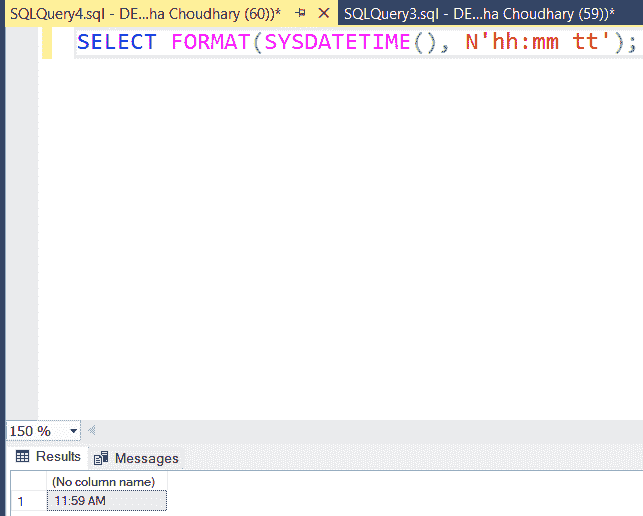 SQLQuery4.sql - DE...ha Choudhary (60))* SQLQuery3.sql - DE...ha Choudhary (59))*
SELECT FORMAT(SYSDATETIME(), N'hh:mm tt');
150 %
Results Messages
(No column name)
1 11:59 AM